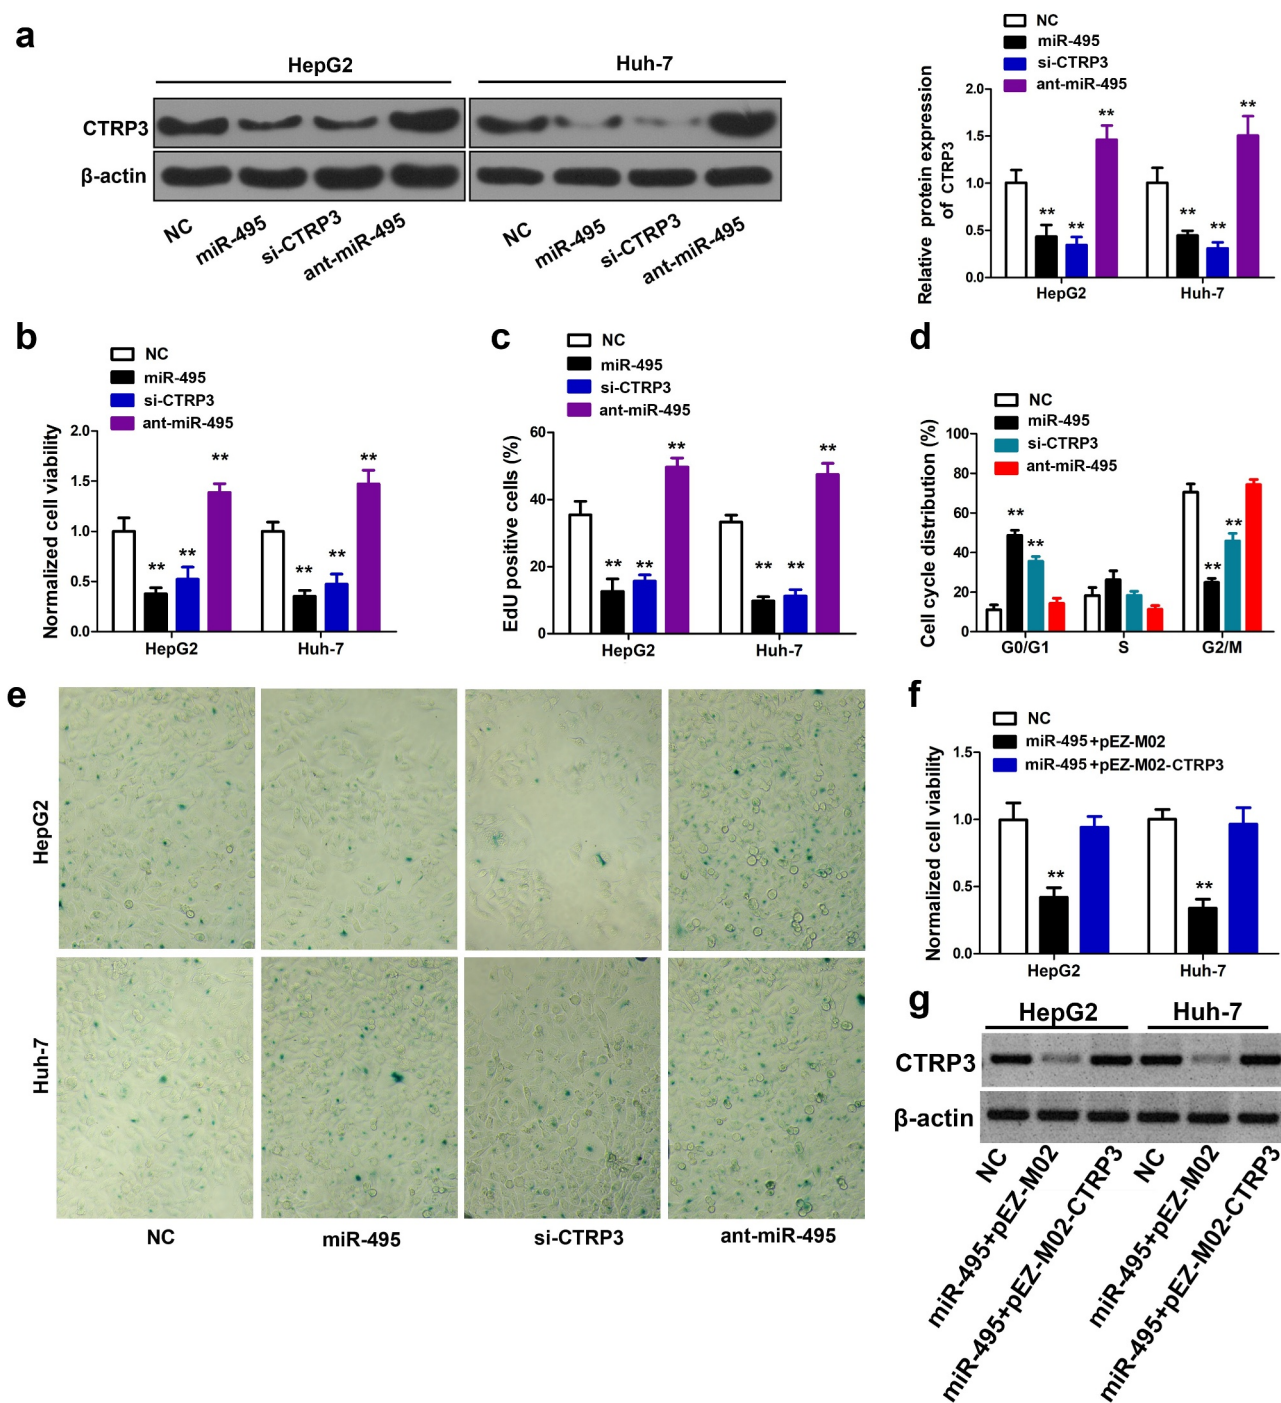 a
HepG2
Huh-7
CTRP3
β-actin
NC
miR-495
si-CTRP3
ant-miR-495
NC
miR-495
si-CTRP3
ant-miR-495
NC
miR-495
si-CTRP3
ant-miR-495
Relative protein expression
of CTRP3
2.0
1.5
1.0
0.5
0.0
**
**
**
**
**
**
HepG2
Huh-7
b
NC
miR-495
si-CTRP3
ant-miR-495
Normalized cell viability
2.0
1.5
1.0
0.5
0.0
**
**
**
**
**
**
HepG2
Huh-7
c
NC
miR-495
si-CTRP3
ant-miR-495
EdU positive cells (%)
60
40
20
0
**
**
**
**
**
**
HepG2
Huh-7
d
NC
miR-495
si-CTRP3
ant-miR-495
Cell cycle distribution (%)
100
80
60
40
20
0
**
**
**
**
G0/G1
S
G2/M
e
HepG2
Huh-7
NC
miR-495
si-CTRP3
ant-miR-495
f
NC
miR-495+pEZ-M02
miR-495+pEZ-M02-CTRP3
Normalized cell viability
1.5
1.0
0.5
0.0
**
**
HepG2
Huh-7
g
HepG2
Huh-7
CTRP3
β-actin
NC
miR-495+pEZ-M02
miR-495+pEZ-M02-CTRP3
NC
miR-495+pEZ-M02
miR-495+pEZ-M02-CTRP3